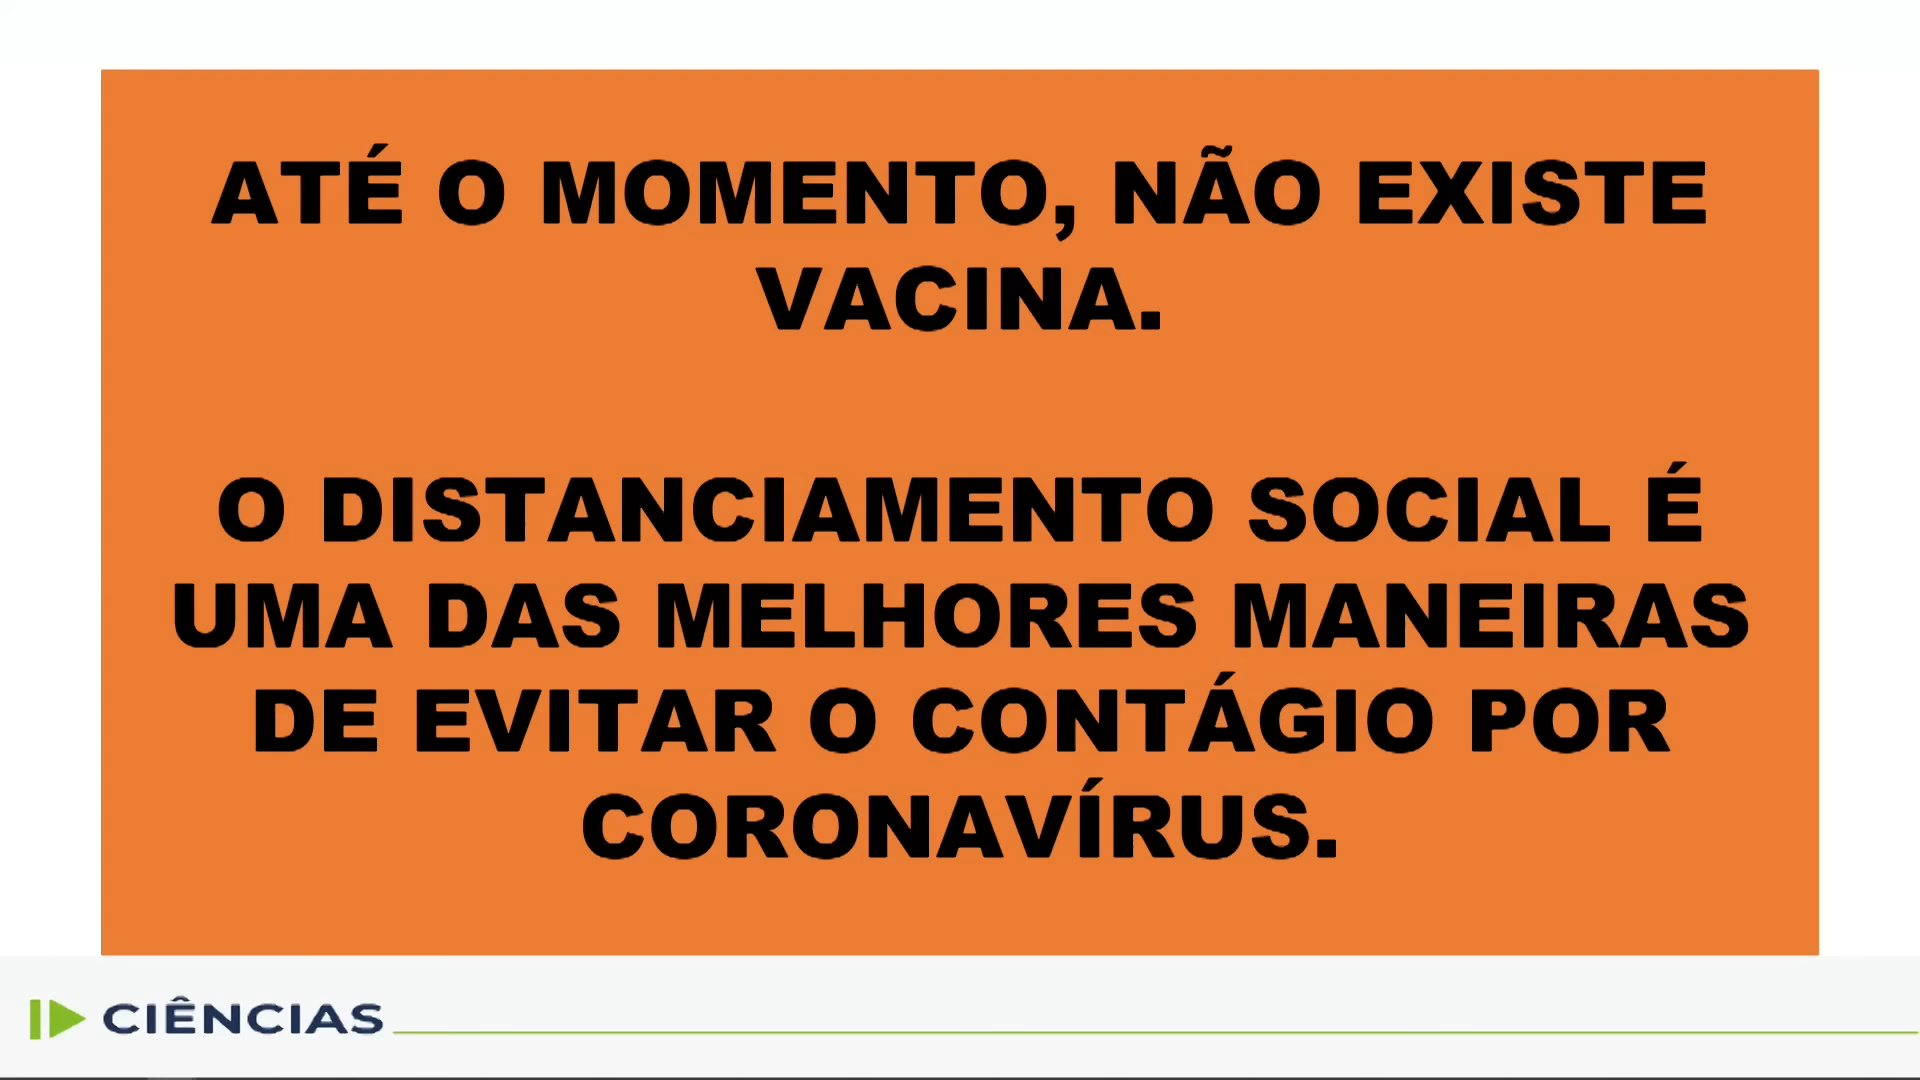 ATÉ O MOMENTO, NÃO EXISTE
VACINA.
O DISTANCIAMENTO SOCIAL É
UMA DAS MELHORES MANEIRAS
DE EVITAR O CONTÁGIO POR
CORONAVÍRUS.
CIÊNCIAS